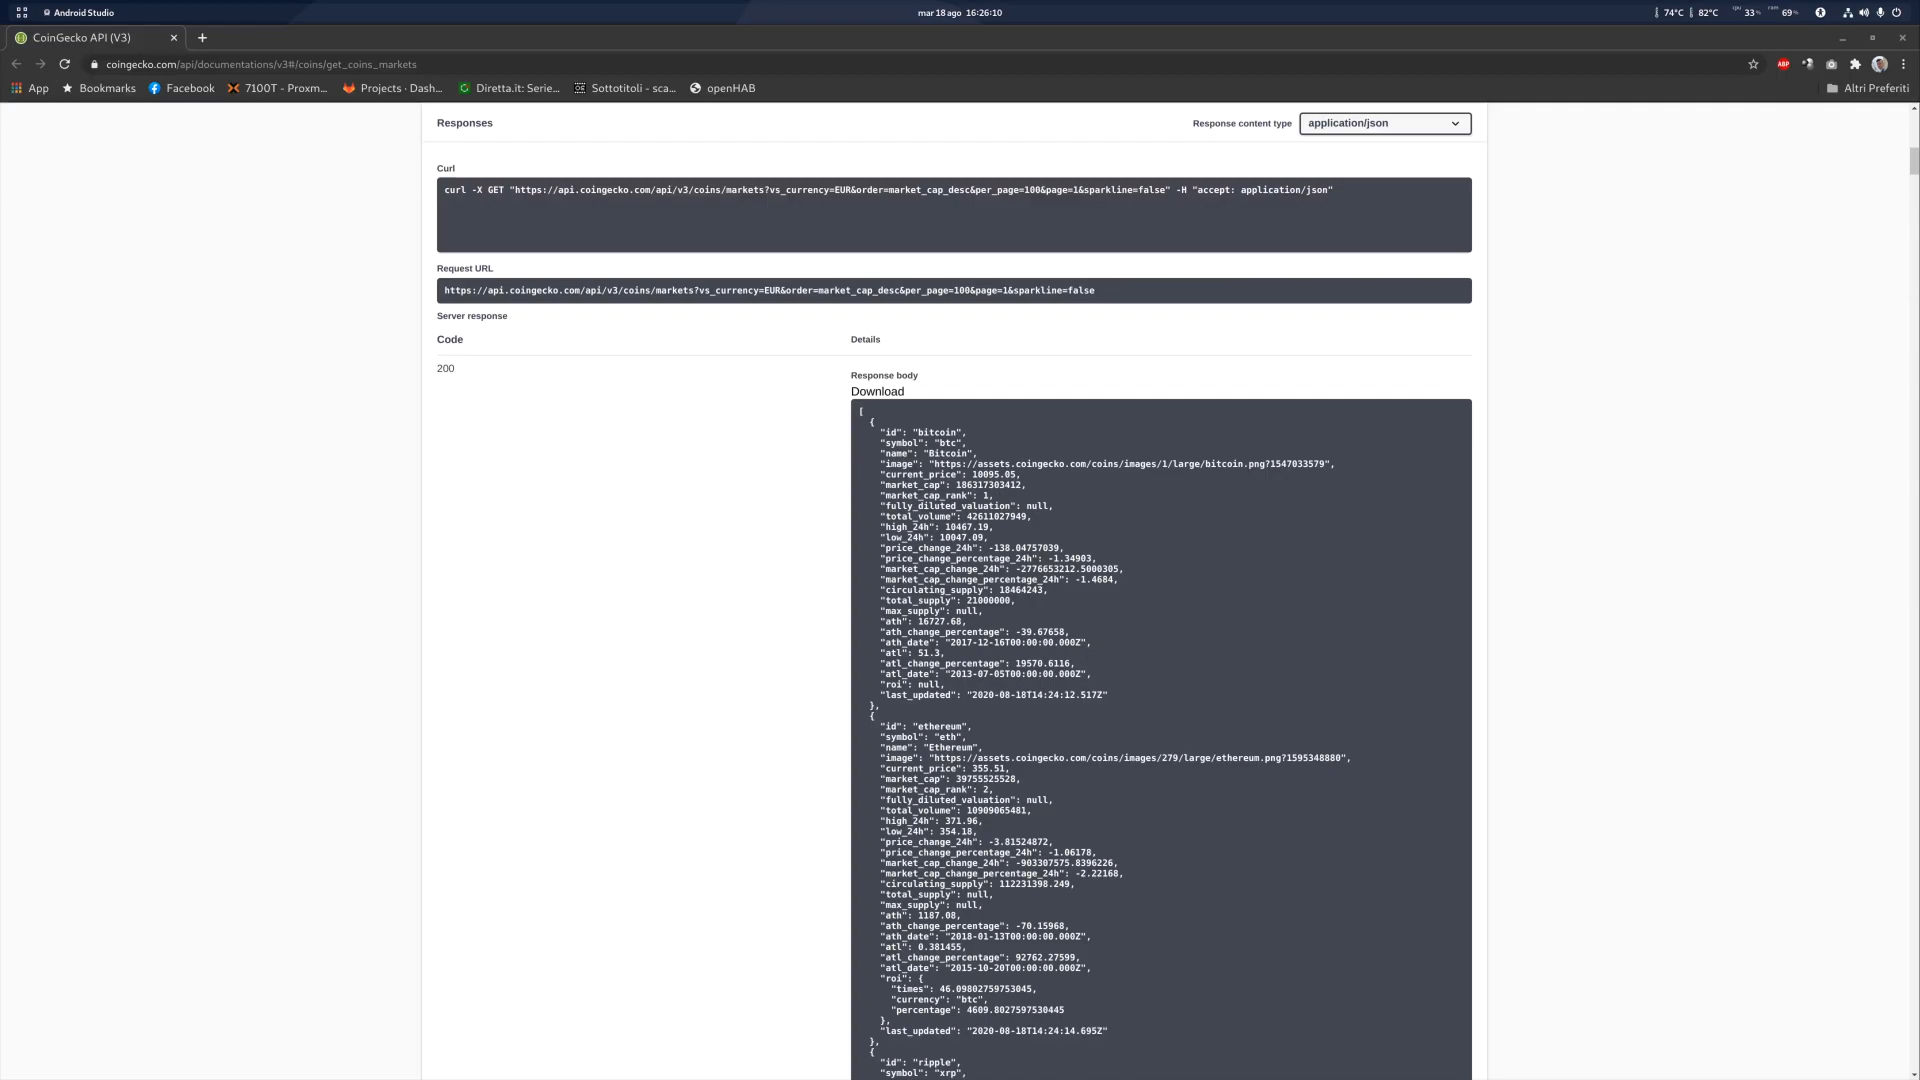 Android Studio
mar 18 ago 16:26:10
74°C 82°C cpu 33% ram 69%
CoinGecko API (V3)
coingecko.com/api/documentations/v3#/coins/get_coins_markets
ABP
App Bookmarks Facebook 7100T - Proxm... Projects · Dash... Diretta.it: Serie... Sottotitoli - sca... openHAB Altri Preferiti
Responses
Response content type application/json
Curl
curl -X GET "https://api.coingecko.com/api/v3/coins/markets?vs_currency=EUR&order=market_cap_desc&per_page=100&page=1&sparkline=false" -H "accept: application/json"
Request URL
https://api.coingecko.com/api/v3/coins/markets?vs_currency=EUR&order=market_cap_desc&per_page=100&page=1&sparkline=false
Server response
Code Details
200
Response body
Download
[
{
"id": "bitcoin",
"symbol": "btc",
"name": "Bitcoin",
"image": "https://assets.coingecko.com/coins/images/1/large/bitcoin.png?1547033579",
"current_price": 10095.05,
"market_cap": 186317303412,
"market_cap_rank": 1,
"fully_diluted_valuation": null,
"total_volume": 42611027949,
"high_24h": 10467.19,
"low_24h": 10047.09,
"price_change_24h": -138.04757039,
"price_change_percentage_24h": -1.34903,
"market_cap_change_24h": -2776653212.5000305,
"market_cap_change_percentage_24h": -1.4684,
"circulating_supply": 18464243,
"total_supply": 21000000,
"max_supply": null,
"ath": 16727.68,
"ath_change_percentage": -39.67658,
"ath_date": "2017-12-16T00:00:00.000Z",
"atl": 51.3,
"atl_change_percentage": 19570.6116,
"atl_date": "2013-07-05T00:00:00.000Z",
"roi": null,
"last_updated": "2020-08-18T14:24:12.517Z"
},
{
"id": "ethereum",
"symbol": "eth",
"name": "Ethereum",
"image": "https://assets.coingecko.com/coins/images/279/large/ethereum.png?1595348880",
"current_price": 355.51,
"market_cap": 39755525528,
"market_cap_rank": 2,
"fully_diluted_valuation": null,
"total_volume": 10909065481,
"high_24h": 371.96,
"low_24h": 354.18,
"price_change_24h": -3.81524872,
"price_change_percentage_24h": -1.06178,
"market_cap_change_24h": -903307575.8396226,
"market_cap_change_percentage_24h": -2.22168,
"circulating_supply": 112231398.249,
"total_supply": null,
"max_supply": null,
"ath": 1187.08,
"ath_change_percentage": -70.15968,
"ath_date": "2018-01-13T00:00:00.000Z",
"atl": 0.381455,
"atl_change_percentage": 92762.27599,
"atl_date": "2015-10-20T00:00:00.000Z",
"roi": {
"times": 46.09802759753045,
"currency": "btc",
"percentage": 4609.8027597530445
},
"last_updated": "2020-08-18T14:24:14.695Z"
},
{
"id": "ripple",
"symbol": "xrp",